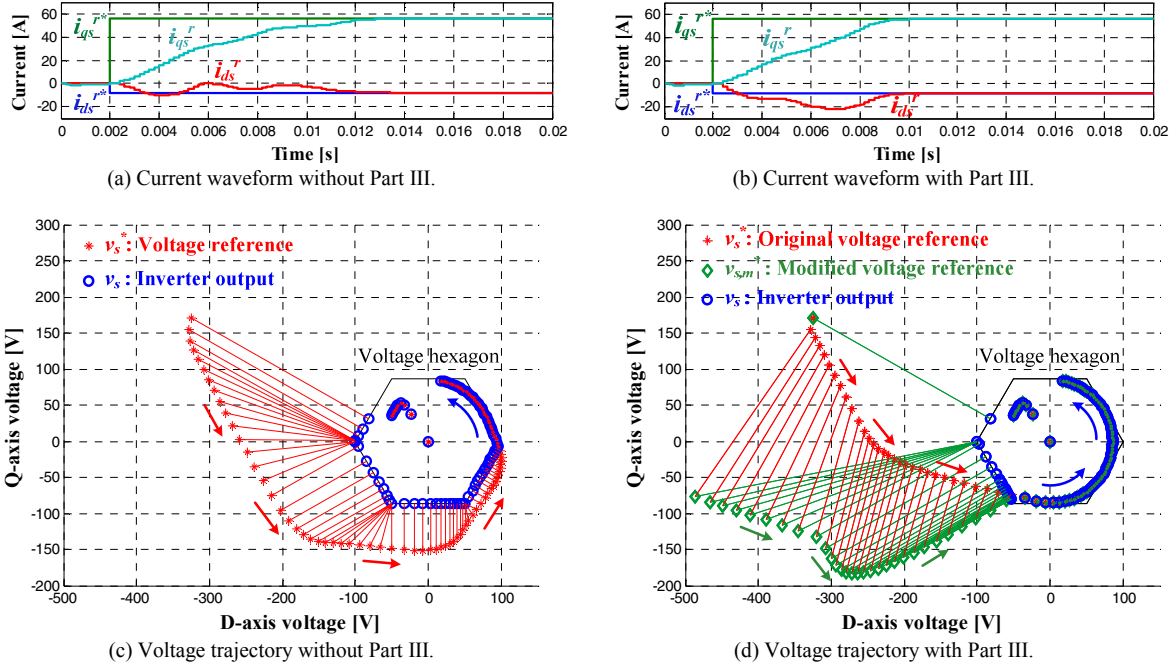 Current [A]
60
40
20
0
-20
i_qs^r*
i_qs^r
i_ds^r
i_ds^r*
0 0.002 0.004 0.006 0.008 0.01 0.012 0.014 0.016 0.018 0.02
Time [s]
(a) Current waveform without Part III.
Current [A]
60
40
20
0
-20
i_qs^r*
i_qs^r
i_ds^r*
i_ds^r
0 0.002 0.004 0.006 0.008 0.01 0.012 0.014 0.016 0.018 0.02
Time [s]
(b) Current waveform with Part III.
Q-axis voltage [V]
300
250
200
150
100
50
0
-50
-100
-150
-200
v_s^*: Voltage reference
v_s: Inverter output
Voltage hexagon
-500 -400 -300 -200 -100 0 100
D-axis voltage [V]
(c) Voltage trajectory without Part III.
Q-axis voltage [V]
300
250
200
150
100
50
0
-50
-100
-150
-200
v_s^*: Original voltage reference
v_s,m^*: Modified voltage reference
v_s: Inverter output
Voltage hexagon
-500 -400 -300 -200 -100 0 100
D-axis voltage [V]
(d) Voltage trajectory with Part III.